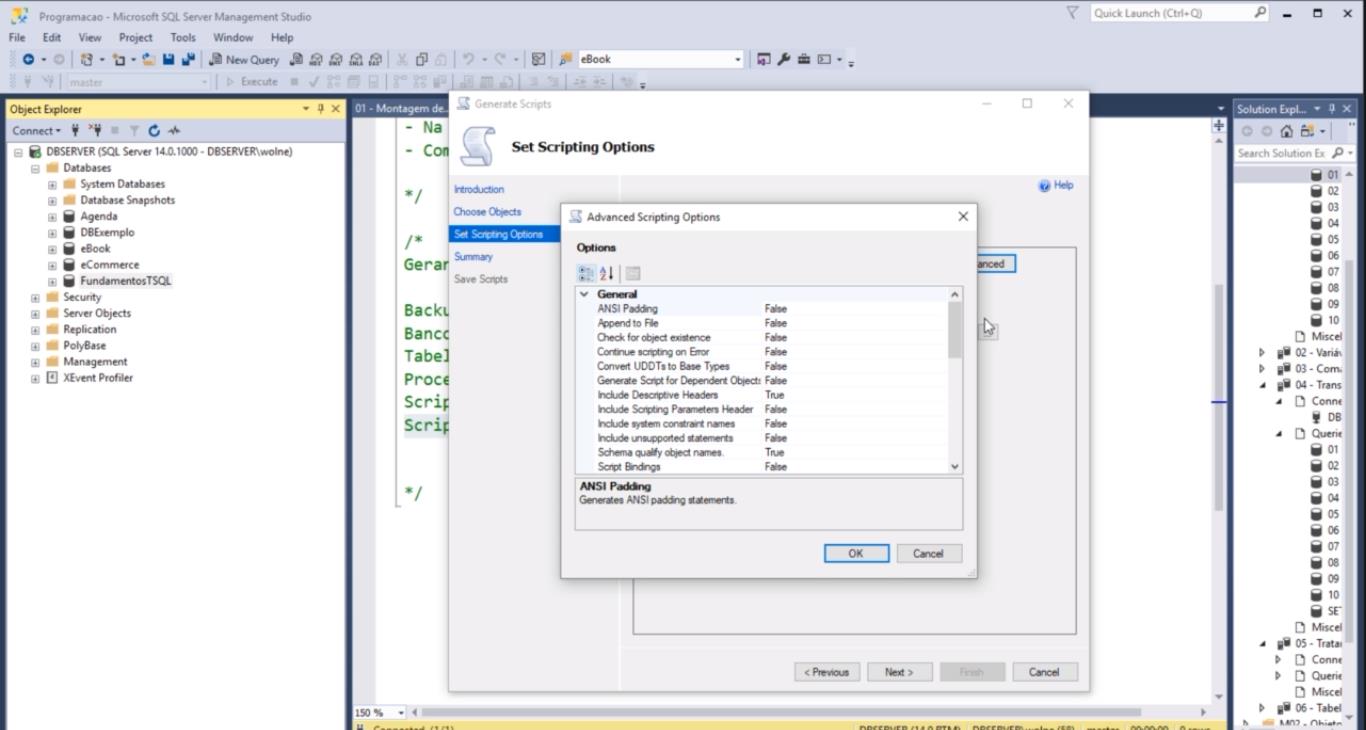 Programacao - Microsoft SQL Server Management Studio
Quick Launch (Ctrl+Q)
File Edit View Project Tools Window Help
New Query
eBook
master
Execute
Object Explorer
Connect
DBSERVER (SQL Server 14.0.1000 - DBSERVER\wolne)
Databases
System Databases
Database Snapshots
Agenda
DBExemplo
eBook
eCommerce
FundamentosTSQL
Security
Server Objects
Replication
PolyBase
Management
XEvent Profiler
01 - Montagem de...
- Na
- Com
*/
/*
Gerar
Backu
Banco
Tabel
Proce
Scrip
Scrip
*/
150 %
Connected. (1/1)
DBSERVER (14.0 RTM)
DBSERVER\wolne (58)
master
00:00:00
0 rows
Generate Scripts
Set Scripting Options
Introduction
Choose Objects
Set Scripting Options
Summary
Save Scripts
Help
anced
Advanced Scripting Options
Options
General
ANSI Padding False
Append to File False
Check for object existence False
Continue scripting on Error False
Convert UDDTs to Base Types False
Generate Script for Dependent Objects False
Include Descriptive Headers True
Include Scripting Parameters Header False
Include system constraint names False
Include unsupported statements False
Schema qualify object names. True
Script Bindings False
ANSI Padding
Generates ANSI padding statements.
OK
Cancel
< Previous
Next >
Finish
Cancel
Solution Expl...
Search Solution Ex
01
02
03
04
05
06
07
08
09
10
Miscel
02 - Variáv
03 - Coma
04 - Trans
Conne
DB
Querie
01
02
03
04
05
06
07
08
09
10
SE
Miscel
05 - Tratar
Conne
Querie
Miscel
06 - Tabel
M02 - Objeto